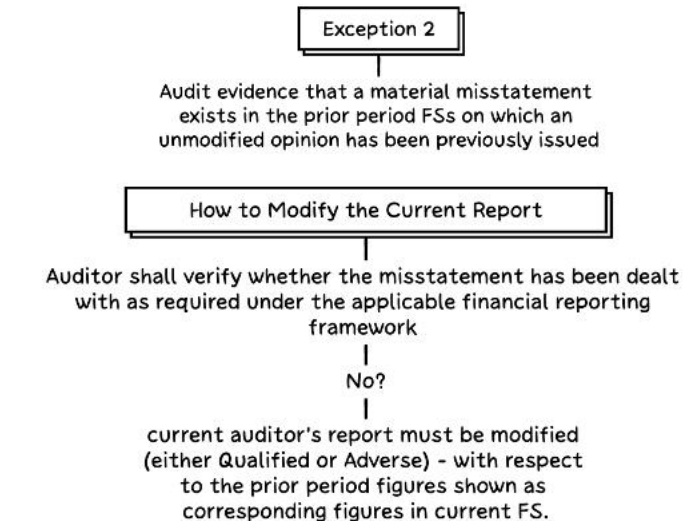 Exception 2
Audit evidence that a material misstatement
exists in the prior period FSs on which an
unmodified opinion has been previously issued
How to Modify the Current Report
Auditor shall verify whether the misstatement has been dealt
with as required under the applicable financial reporting
framework
No?
current auditor's report must be modified
(either Qualified or Adverse) - with respect
to the prior period figures shown as
corresponding figures in current FS.